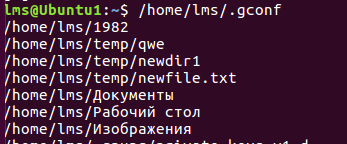 lms@Ubuntu1:~$ /home/lms/.gconf
/home/lms/1982
/home/lms/temp/qwe
/home/lms/temp/newdir1
/home/lms/temp/newfile.txt
/home/lms/Документы
/home/lms/Рабочий стол
/home/lms/Изображения